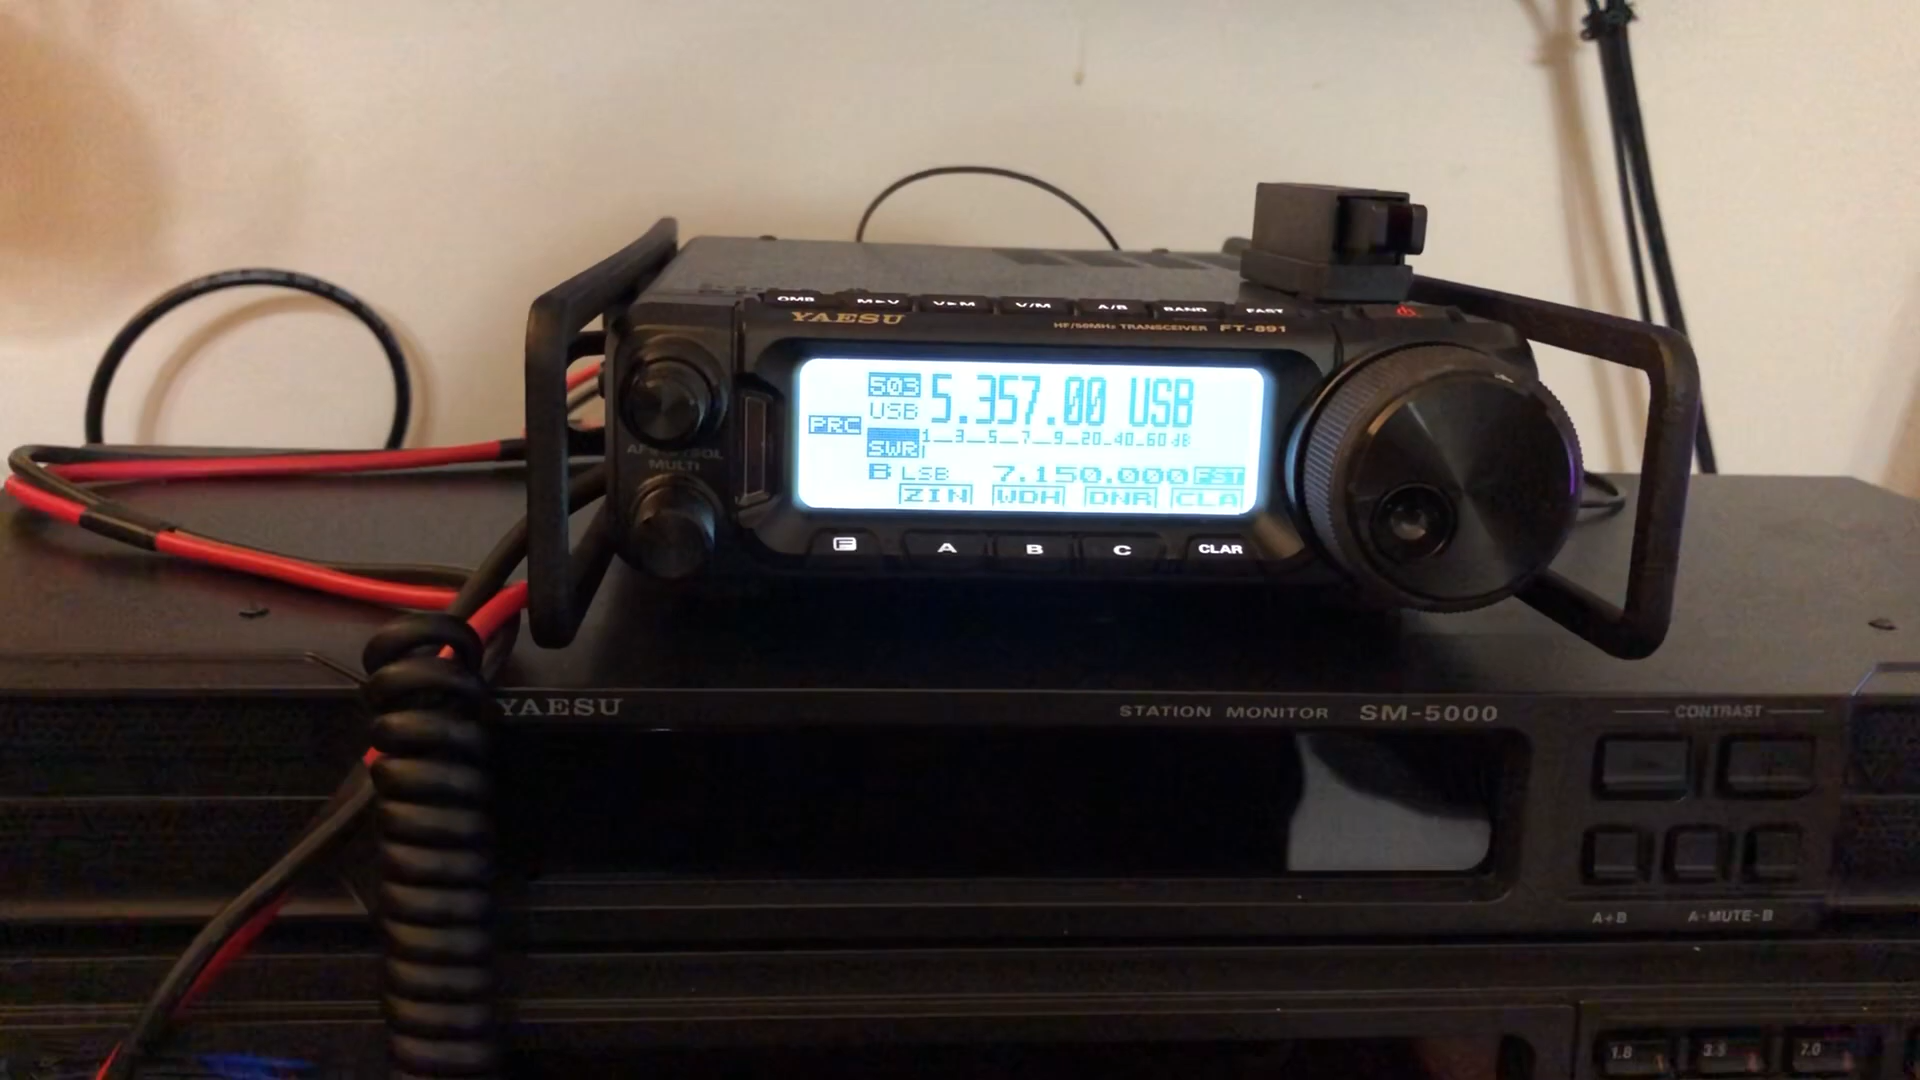 QMB M►V V►M V/M A/B BAND FAST
YAESU
HF/50MHz TRANSCEIVER FT-891
503 5.357.00 USB
USB
PRC
1 3 5 7 9 20 40 60 dB
SWR
B LSB 7.150.000 FST
ZIN WDH DNR CLA
MULTI
F A B C CLAR
YAESU
STATION MONITOR SM-5000
CONTRAST
A+B A-MUTE-B
1.8 3.5 7.0